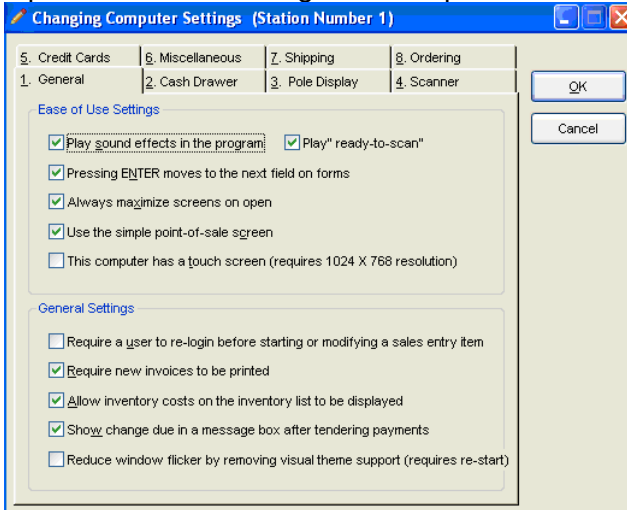 Changing Computer Settings (Station Number 1)
5. Credit Cards 6. Miscellaneous 7. Shipping 8. Ordering
1. General 2. Cash Drawer 3. Pole Display 4. Scanner
OK
Cancel
Ease of Use Settings
Play sound effects in the program Play" ready-to-scan"
Pressing ENTER moves to the next field on forms
Always maximize screens on open
Use the simple point-of-sale screen
This computer has a touch screen (requires 1024 X 768 resolution)
General Settings
Require a user to re-login before starting or modifying a sales entry item
Require new invoices to be printed
Allow inventory costs on the inventory list to be displayed
Show change due in a message box after tendering payments
Reduce window flicker by removing visual theme support (requires re-start)